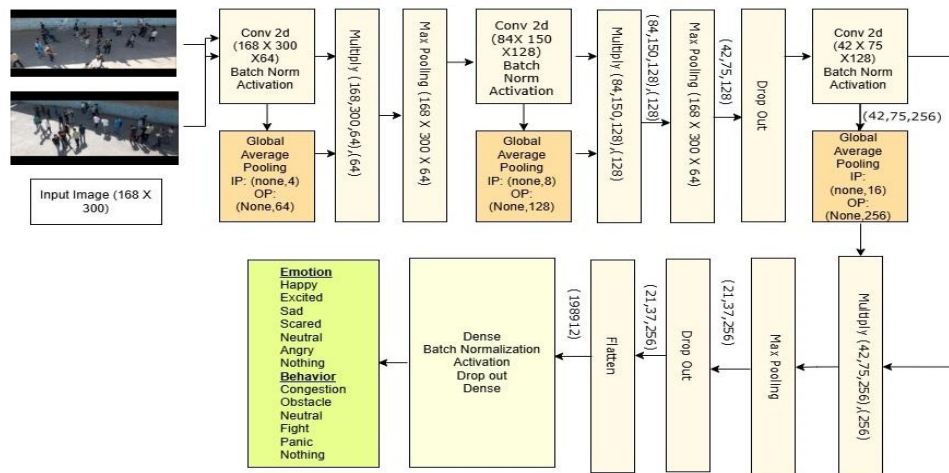 Conv 2d
(168 X 300
X64)
Batch Norm
Activation
Global
Average
Pooling
IP: (none,4)
OP:
(None,64)
Multiply (168,300,64),(64)
Max Pooling (168 X 300 X 64)
Conv 2d
(84X 150
X128)
Batch
Norm
Activation
Global
Average
Pooling
IP: (none,8)
OP:
(None,128)
Multiply (84,150,128),(128)
(84,150,128),(128)
Max Pooling (168 X 300 X 64)
(42,75,128)
Drop Out
Conv 2d
(42 X 75
X128)
Batch Norm
Activation
(42,75,256)
Global
Average
Pooling
IP:
(none,16)
OP:
(None,256)
Input Image (168 X
300)
Multiply (42,75,256),(256)
Max Pooling
(21,37,256)
Drop Out
(21,37,256)
Flatten
(198912)
Dense
Batch Normalization
Activation
Drop out
Dense
Emotion
Happy
Excited
Sad
Scared
Neutral
Angry
Nothing
Behavior
Congestion
Obstacle
Neutral
Fight
Panic
Nothing